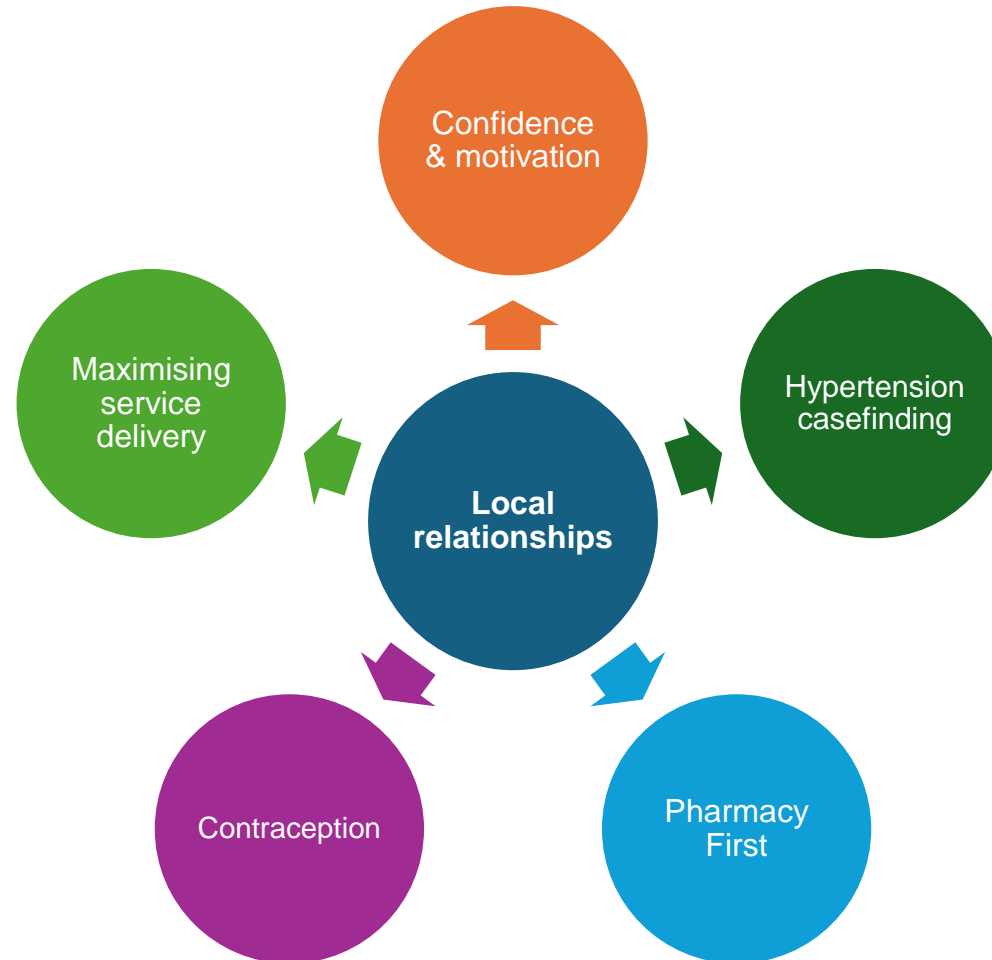 Confidence
& motivation
Maximising
service
delivery
Hypertension
casefinding
Local
relationships
Contraception
Pharmacy
First